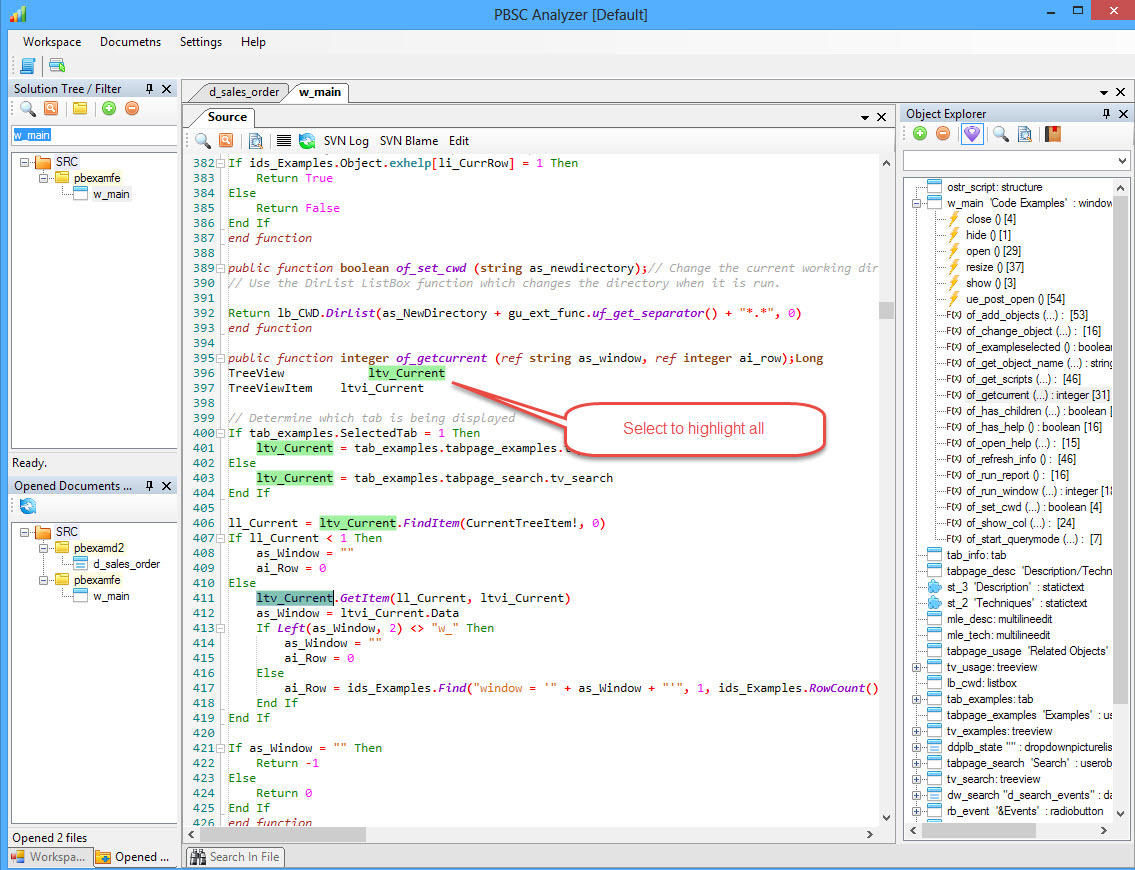 PBSC Analyzer [Default]
Workspace Documetns Settings Help
Solution Tree / Filter
w_main
SRC
pbexamfe
w_main
Ready.
Opened Documents ...
SRC
pbexamd2
d_sales_order
pbexamfe
w_main
Opened 2 files
Workspa... Opened ...
d_sales_order w_main
Source
SVN Log SVN Blame Edit
382 If ids_Examples.Object.exhelp[li_CurrRow] = 1 Then
383 Return True
384 Else
385 Return False
386 End If
387 end function
388
389 public function boolean of_set_cwd (string as_newdirectory);// Change the current working dir
390 // Use the DirList ListBox function which changes the directory when it is run.
391
392 Return lb_CWD.DirList(as_NewDirectory + gu_ext_func.uf_get_separator() + "*.*", 0)
393 end function
394
395 public function integer of_getcurrent (ref string as_window, ref integer ai_row);Long
396 TreeView ltv_Current
397 TreeViewItem ltvi_Current
398
399 // Determine which tab is being displayed
400 If tab_examples.SelectedTab = 1 Then
401 ltv_Current = tab_examples.tabpage_examples.
402 Else
403 ltv_Current = tab_examples.tabpage_search.tv_search
404 End If
405
406 ll_Current = ltv_Current.FindItem(CurrentTreeItem!, 0)
407 If ll_Current < 1 Then
408 as_Window = ""
409 ai_Row = 0
410 Else
411 ltv_Current.GetItem(ll_Current, ltvi_Current)
412 as_Window = ltvi_Current.Data
413 If Left(as_Window, 2) <> "w_" Then
414 as_Window = ""
415 ai_Row = 0
416 Else
417 ai_Row = ids_Examples.Find("window = '" + as_Window + "'", 1, ids_Examples.RowCount()
418 End If
419 End If
420
421 If as_Window = "" Then
422 Return -1
423 Else
424 Return 0
425 End If
426 end function
Select to highlight all
Search In File
Object Explorer
ostr_script: structure
w_main 'Code Examples' : window
close () [4]
hide () [1]
open () [29]
resize () [37]
show () [3]
ue_post_open () [54]
F(x) of_add_objects (...) : [53]
F(x) of_change_object (...) : [16]
F(x) of_exampleselected () : boolean
F(x) of_get_object_name (...) : string
F(x) of_get_scripts (...) : [46]
F(x) of_getcurrent (...) : integer [31]
F(x) of_has_children (...) : boolean [
F(x) of_has_help () : boolean [16]
F(x) of_open_help (...) : [15]
F(x) of_refresh_info () : [46]
F(x) of_run_report () : [16]
F(x) of_run_window (...) : integer [18
F(x) of_set_cwd (...) : boolean [4]
F(x) of_show_col (...) : [24]
F(x) of_start_querymode (...) : [7]
tab_info: tab
tabpage_desc 'Description/Techn
st_3 'Description' : statictext
st_2 'Techniques' : statictext
mle_desc: multilineedit
mle_tech: multilineedit
tabpage_usage 'Related Objects'
tv_usage: treeview
lb_cwd: listbox
tab_examples: tab
tabpage_examples 'Examples' : us
tv_examples: treeview
ddplb_state "" : dropdownpicturelis
tabpage_search 'Search' : userob
tv_search: treeview
dw_search "d_search_events" : da
rb_event '&Events' : radiobutton